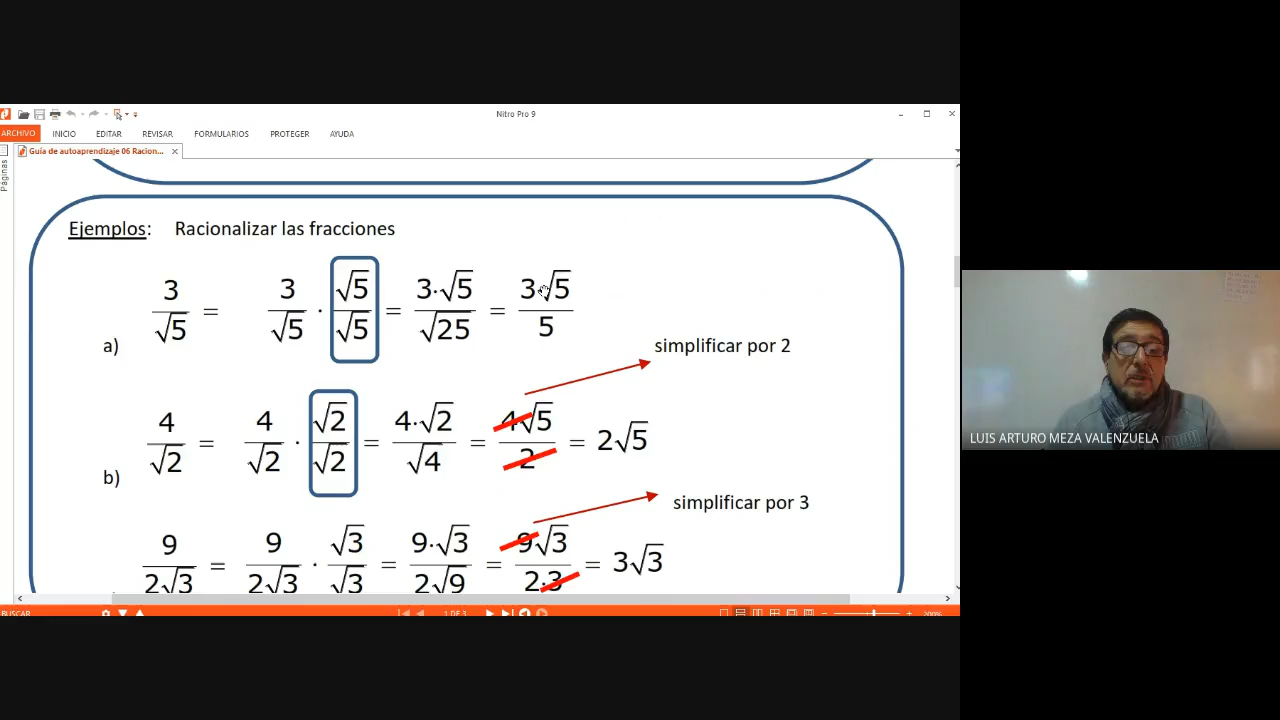 Nitro Pro 9
ARCHIVO INICIO EDITAR REVISAR FORMULARIOS PROTEGER AYUDA
Guía de autoaprendizaje 06 Racion...
Páginas
Ejemplos: Racionalizar las fracciones
a) 3/√5 = 3/√5 · √5/√5 = 3·√5/√25 = 3·√5/5
simplificar por 2
b) 4/√2 = 4/√2 · √2/√2 = 4·√2/√4 = 4√5/2 = 2√5
simplificar por 3
9/2√3 = 9/2√3 · √3/√3 = 9·√3/2√9 = 9√3/2·3 = 3√3
BUSCAR 1 DE 3 200%
LUIS ARTURO MEZA VALENZUELA